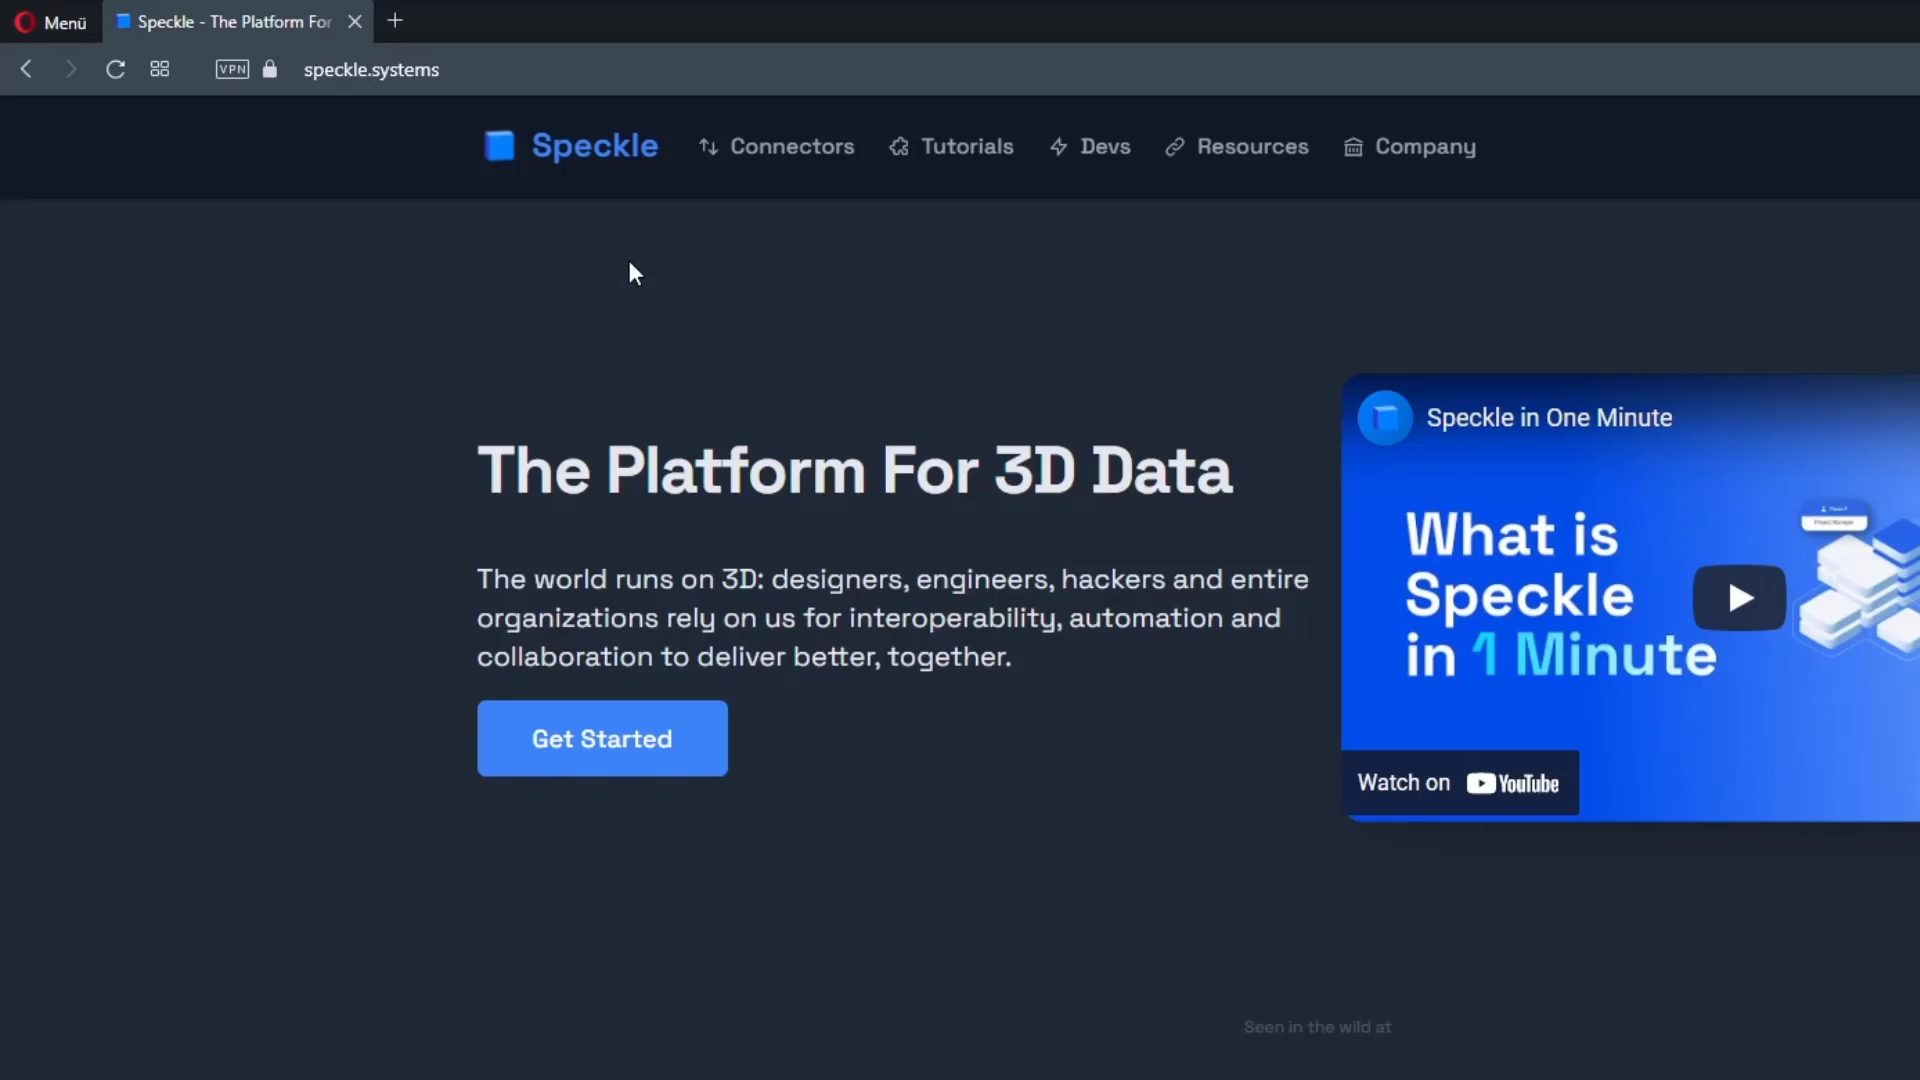 Menü
Speckle - The Platform For
VPN
speckle.systems
Speckle
Connectors
Tutorials
Devs
Resources
Company
The Platform For 3D Data
The world runs on 3D: designers, engineers, hackers and entire
organizations rely on us for interoperability, automation and
collaboration to deliver better, together.
Get Started
Speckle in One Minute
What is
Speckle
in 1 Minute
Watch on YouTube
Seen in the wild at